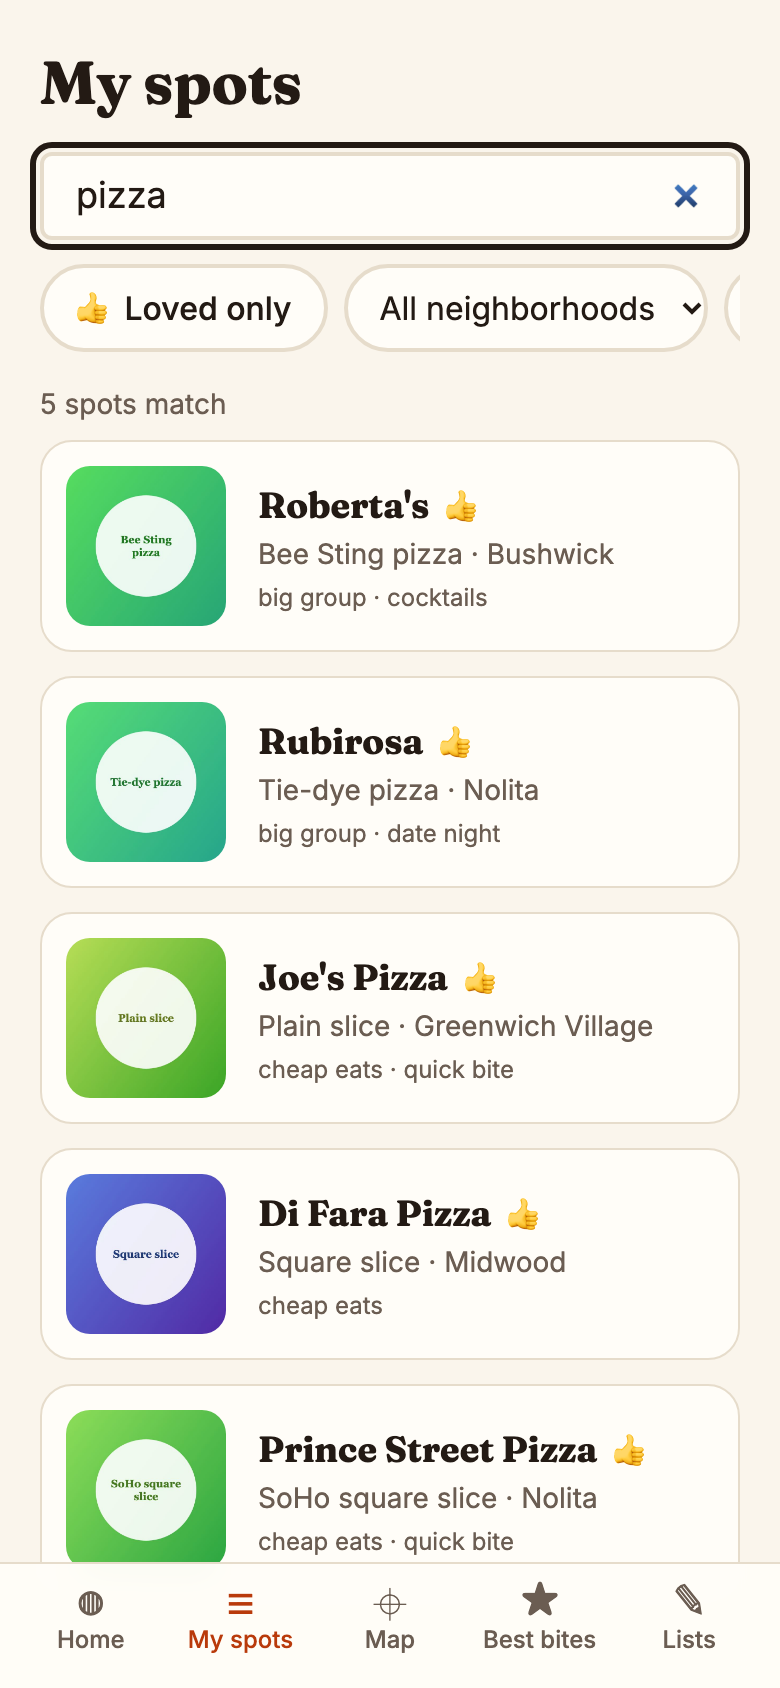 My spots
pizza
👍 Loved only
All neighborhoods
5 spots match
Bee Sting
pizza
Roberta's 👍
Bee Sting pizza · Bushwick
big group · cocktails
Tie-dye pizza
Rubirosa 👍
Tie-dye pizza · Nolita
big group · date night
Plain slice
Joe's Pizza 👍
Plain slice · Greenwich Village
cheap eats · quick bite
Square slice
Di Fara Pizza 👍
Square slice · Midwood
cheap eats
SoHo square
slice
Prince Street Pizza 👍
SoHo square slice · Nolita
cheap eats · quick bite
Home
My spots
Map
Best bites
Lists